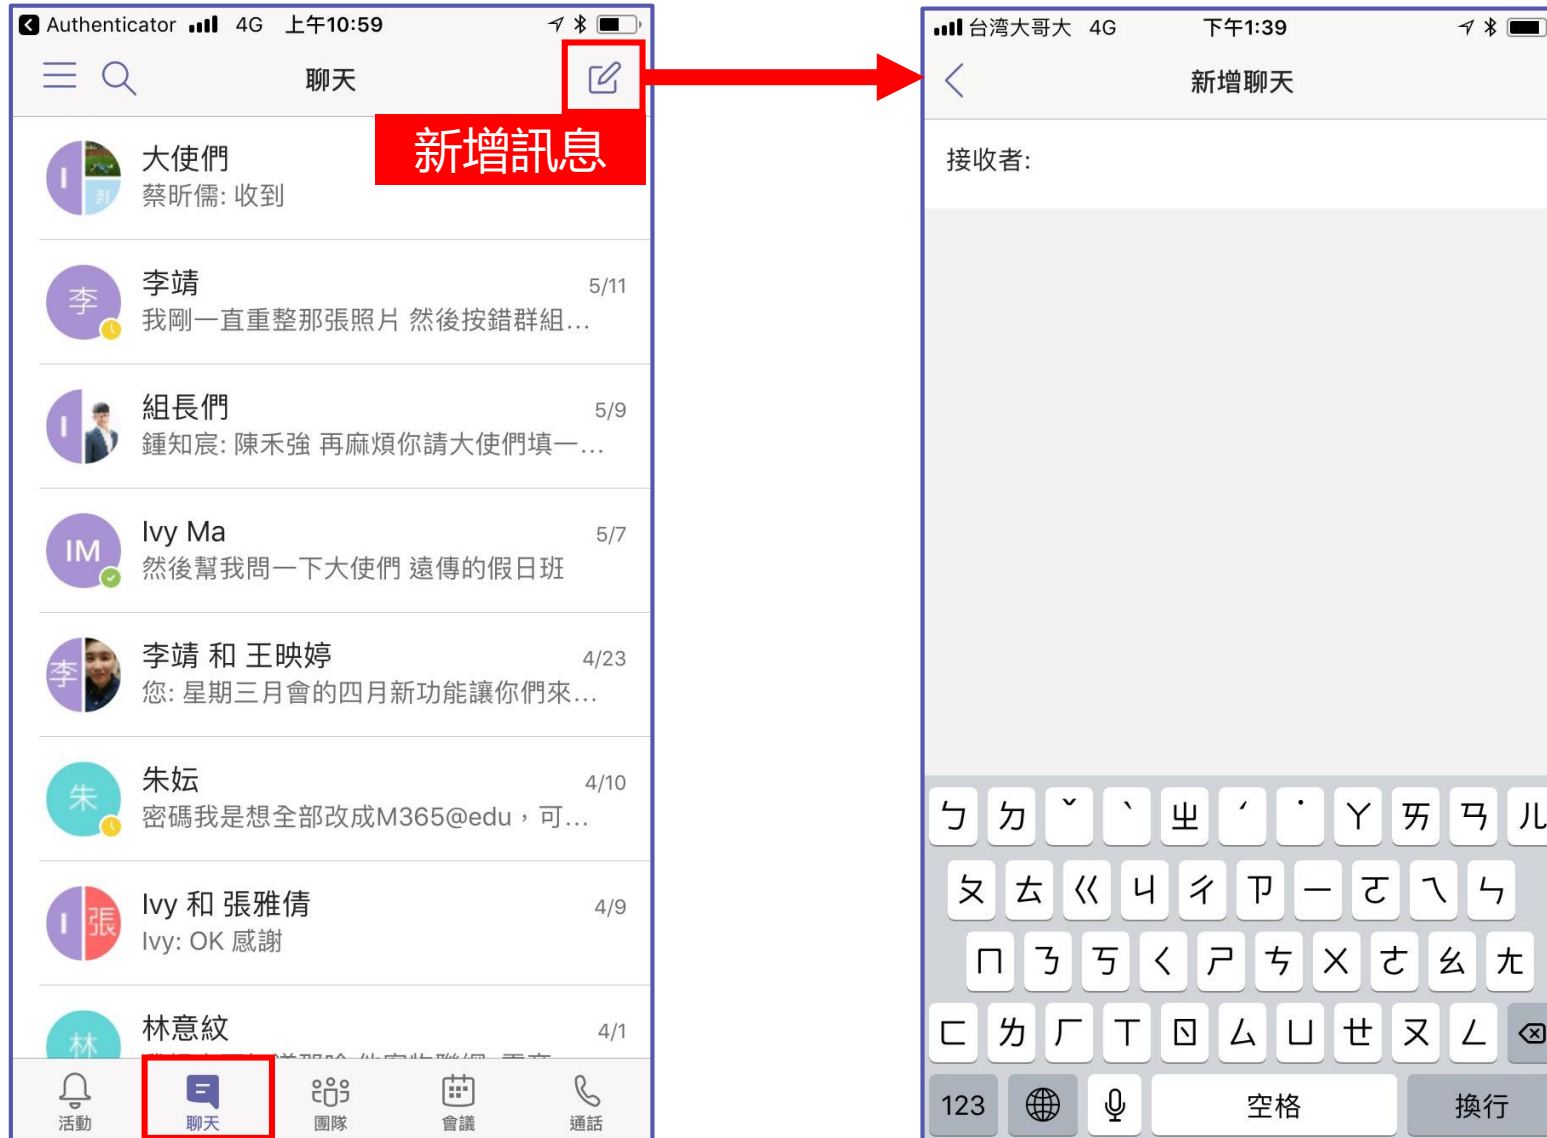 Authenticator 4G 上午10:59
聊天
新增訊息
大使們
蔡昕儒: 收到
李靖 5/11
我剛一直重整那張照片 然後按錯群組...
組長們 5/9
鍾知宸: 陳禾強 再麻煩你請大使們填一...
Ivy Ma 5/7
然後幫我問一下大使們 遠傳的假日班
李靖 和 王映婷 4/23
您: 星期三月會的四月新功能讓你們來...
朱妘 4/10
密碼我是想全部改成M365@edu，可...
Ivy 和 張雅倩 4/9
Ivy: OK 感謝
林意紋 4/1
I
李
I
IM
李
朱
I 張
林
活動 聊天 團隊 會議 通話
台湾大哥大 4G 下午1:39
新增聊天
接收者:
ㄅ ㄉ ˇ ˋ ㄓ ˊ ˙ ㄚ ㄞ ㄢ ㄦ
ㄆ ㄊ ㄍ ㄐ ㄔ ㄗ ㄧ ㄛ ㄟ ㄣ
ㄇ ㄋ ㄎ ㄑ ㄕ ㄘ ㄨ ㄜ ㄠ ㄤ
ㄈ ㄌ ㄏ ㄒ ㄖ ㄙ ㄩ ㄝ ㄡ ㄥ
123 空格 換行